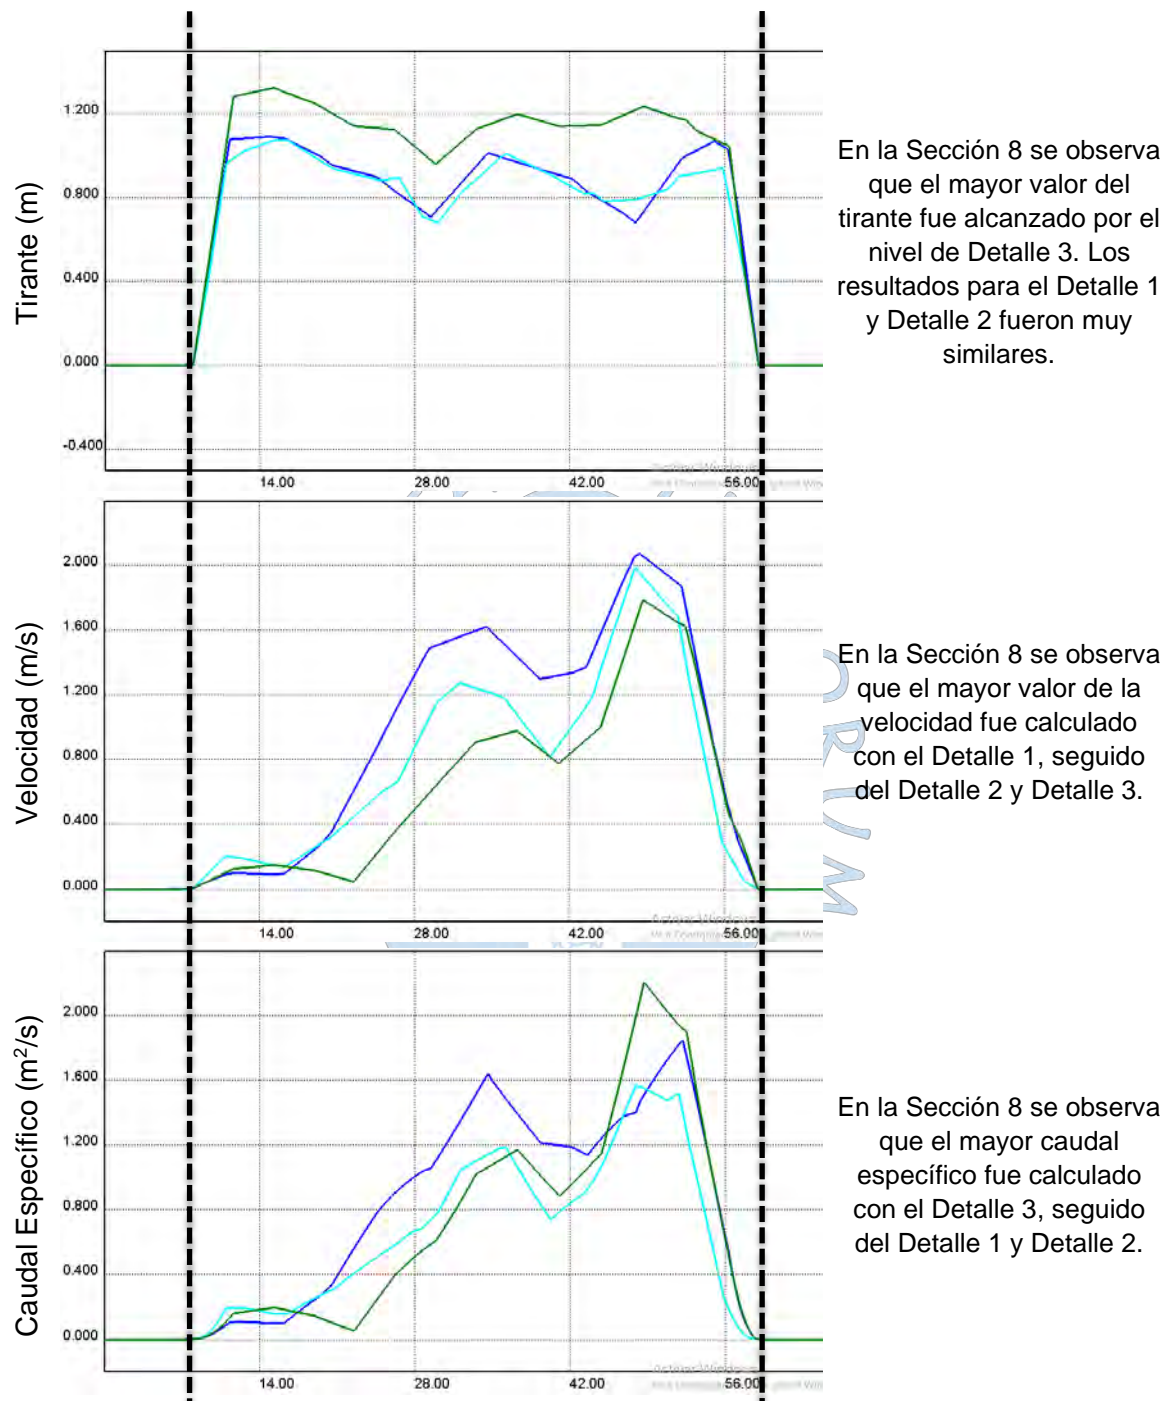 Tirante (m)
1.200
0.800
0.400
0.000
-0.400
14.00 28.00 42.00 56.00
En la Sección 8 se observa
que el mayor valor del
tirante fue alcanzado por el
nivel de Detalle 3. Los
resultados para el Detalle 1
y Detalle 2 fueron muy
similares.
Velocidad (m/s)
2.000
1.600
1.200
0.800
0.400
0.000
Activar Windows
14.00 28.00 42.00 56.00
En la Sección 8 se observa
que el mayor valor de la
velocidad fue calculado
con el Detalle 1, seguido
del Detalle 2 y Detalle 3.
Caudal Específico (m²/s)
2.000
1.600
1.200
0.800
0.400
0.000
14.00 28.00 42.00 56.00
En la Sección 8 se observa
que el mayor caudal
específico fue calculado
con el Detalle 3, seguido
del Detalle 1 y Detalle 2.